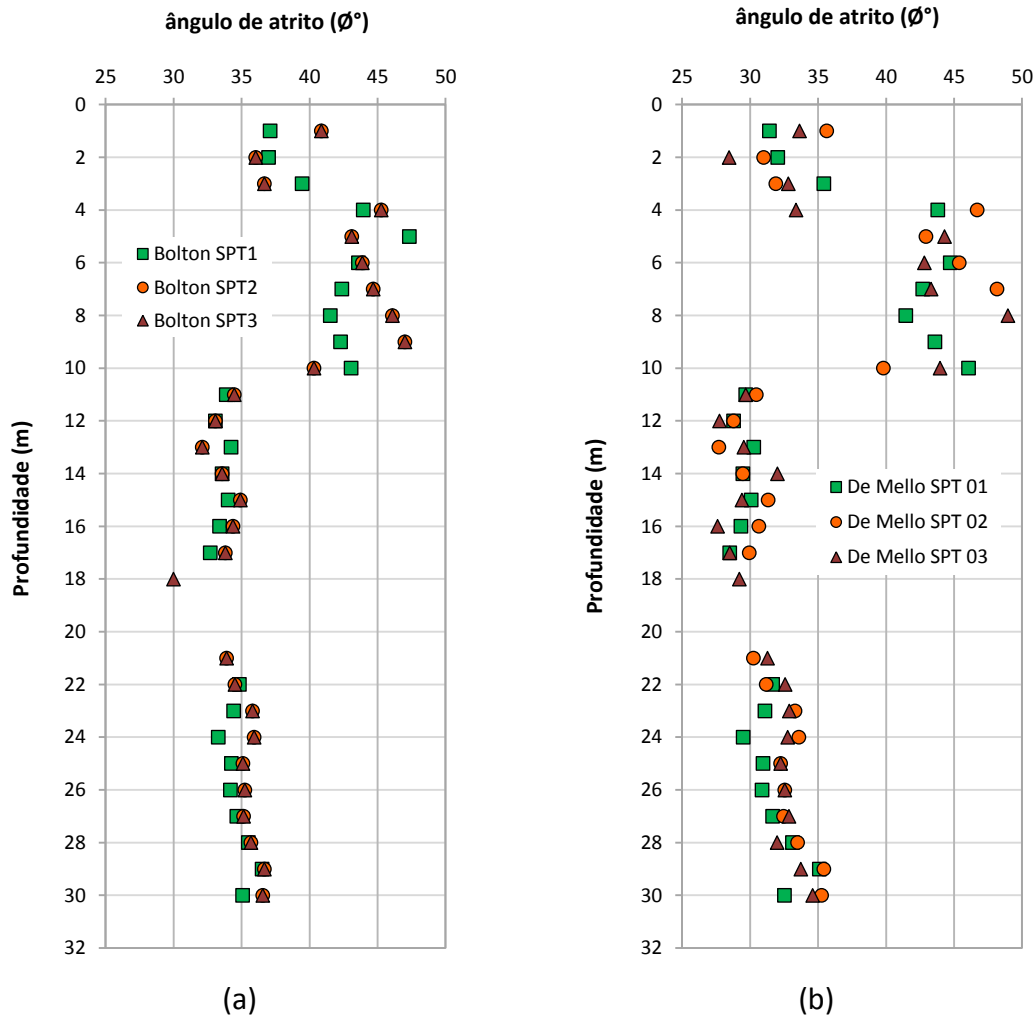 ângulo de atrito (Ø°)
25 30 35 40 45 50
0
2
4
6
8
10
12
14
16
18
20
22
24
26
28
30
32
Profundidade (m)
Bolton SPT1
Bolton SPT2
Bolton SPT3
(a)
ângulo de atrito (Ø°)
25 30 35 40 45 50
0
2
4
6
8
10
12
14
16
18
20
22
24
26
28
30
32
Profundidade (m)
De Mello SPT 01
De Mello SPT 02
De Mello SPT 03
(b)